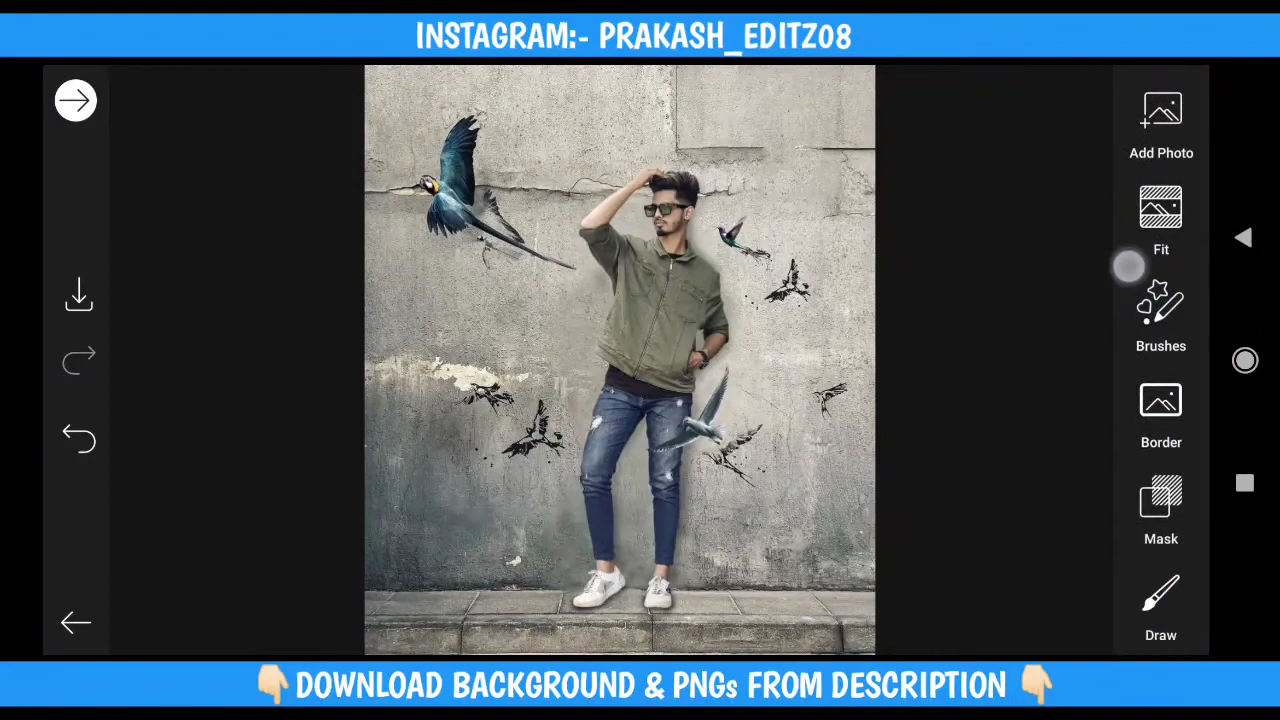 INSTAGRAM:- PRAKASH_EDITZ08
Add Photo
Fit
Brushes
Border
Mask
Draw
👇🏻DOWNLOAD BACKGROUND & PNGs FROM DESCRIPTION 👇🏻